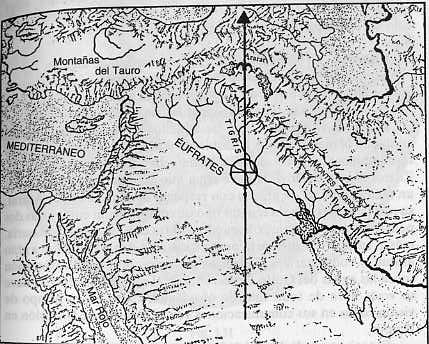 Ararat
Montañas
del Tauro
TIGRIS
MEDITERRÁNEO
EUFRATES
Montes Zagros
Mar Rojo